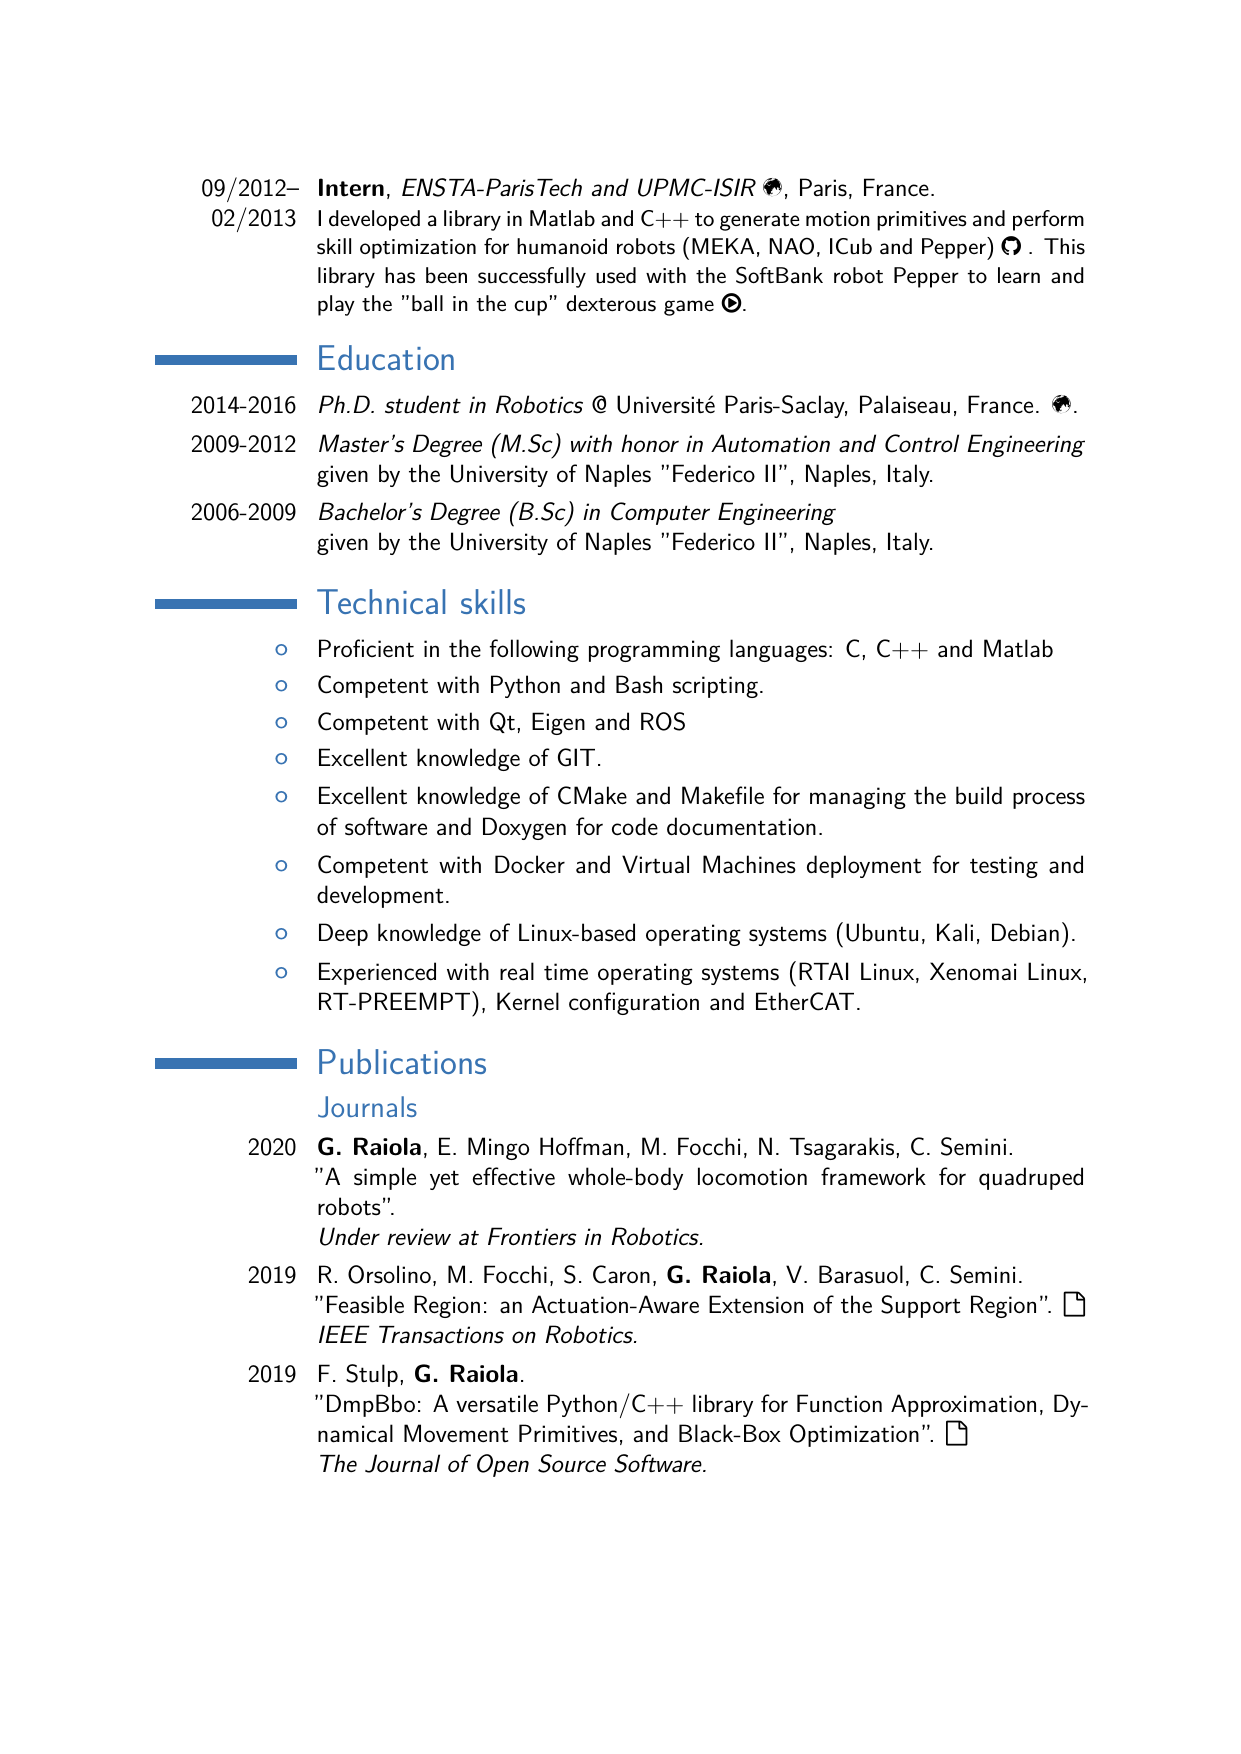 09/2012– Intern, ENSTA-ParisTech and UPMC-ISIR , Paris, France.
02/2013 I developed a library in Matlab and C++ to generate motion primitives and perform
skill optimization for humanoid robots (MEKA, NAO, ICub and Pepper) . This
library has been successfully used with the SoftBank robot Pepper to learn and
play the ”ball in the cup” dexterous game .
Education
2014-2016 Ph.D. student in Robotics @ Université Paris-Saclay, Palaiseau, France. .
2009-2012 Master's Degree (M.Sc) with honor in Automation and Control Engineering
given by the University of Naples ”Federico II”, Naples, Italy.
2006-2009 Bachelor's Degree (B.Sc) in Computer Engineering
given by the University of Naples ”Federico II”, Naples, Italy.
Technical skills
Proficient in the following programming languages: C, C++ and Matlab
Competent with Python and Bash scripting.
Competent with Qt, Eigen and ROS
Excellent knowledge of GIT.
Excellent knowledge of CMake and Makefile for managing the build process
of software and Doxygen for code documentation.
Competent with Docker and Virtual Machines deployment for testing and
development.
Deep knowledge of Linux-based operating systems (Ubuntu, Kali, Debian).
Experienced with real time operating systems (RTAI Linux, Xenomai Linux,
RT-PREEMPT), Kernel configuration and EtherCAT.
Publications
Journals
2020 G. Raiola, E. Mingo Hoffman, M. Focchi, N. Tsagarakis, C. Semini.
”A simple yet effective whole-body locomotion framework for quadruped
robots”.
Under review at Frontiers in Robotics.
2019 R. Orsolino, M. Focchi, S. Caron, G. Raiola, V. Barasuol, C. Semini.
”Feasible Region: an Actuation-Aware Extension of the Support Region”.
IEEE Transactions on Robotics.
2019 F. Stulp, G. Raiola.
”DmpBbo: A versatile Python/C++ library for Function Approximation, Dy-
namical Movement Primitives, and Black-Box Optimization”.
The Journal of Open Source Software.